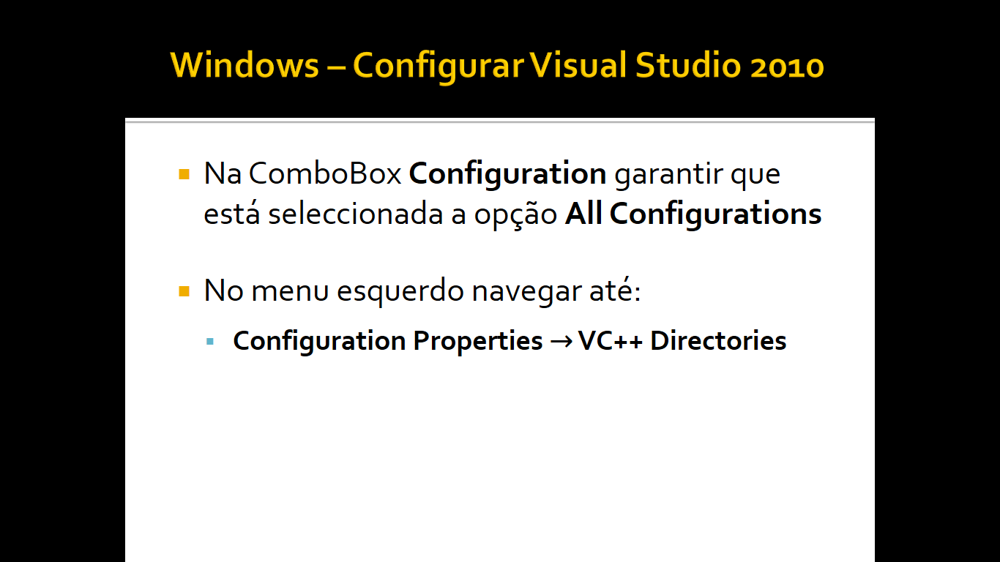 Windows – Configurar Visual Studio 2010
Na ComboBox Configuration garantir que
está seleccionada a opção All Configurations
No menu esquerdo navegar até:
Configuration Properties → VC++ Directories